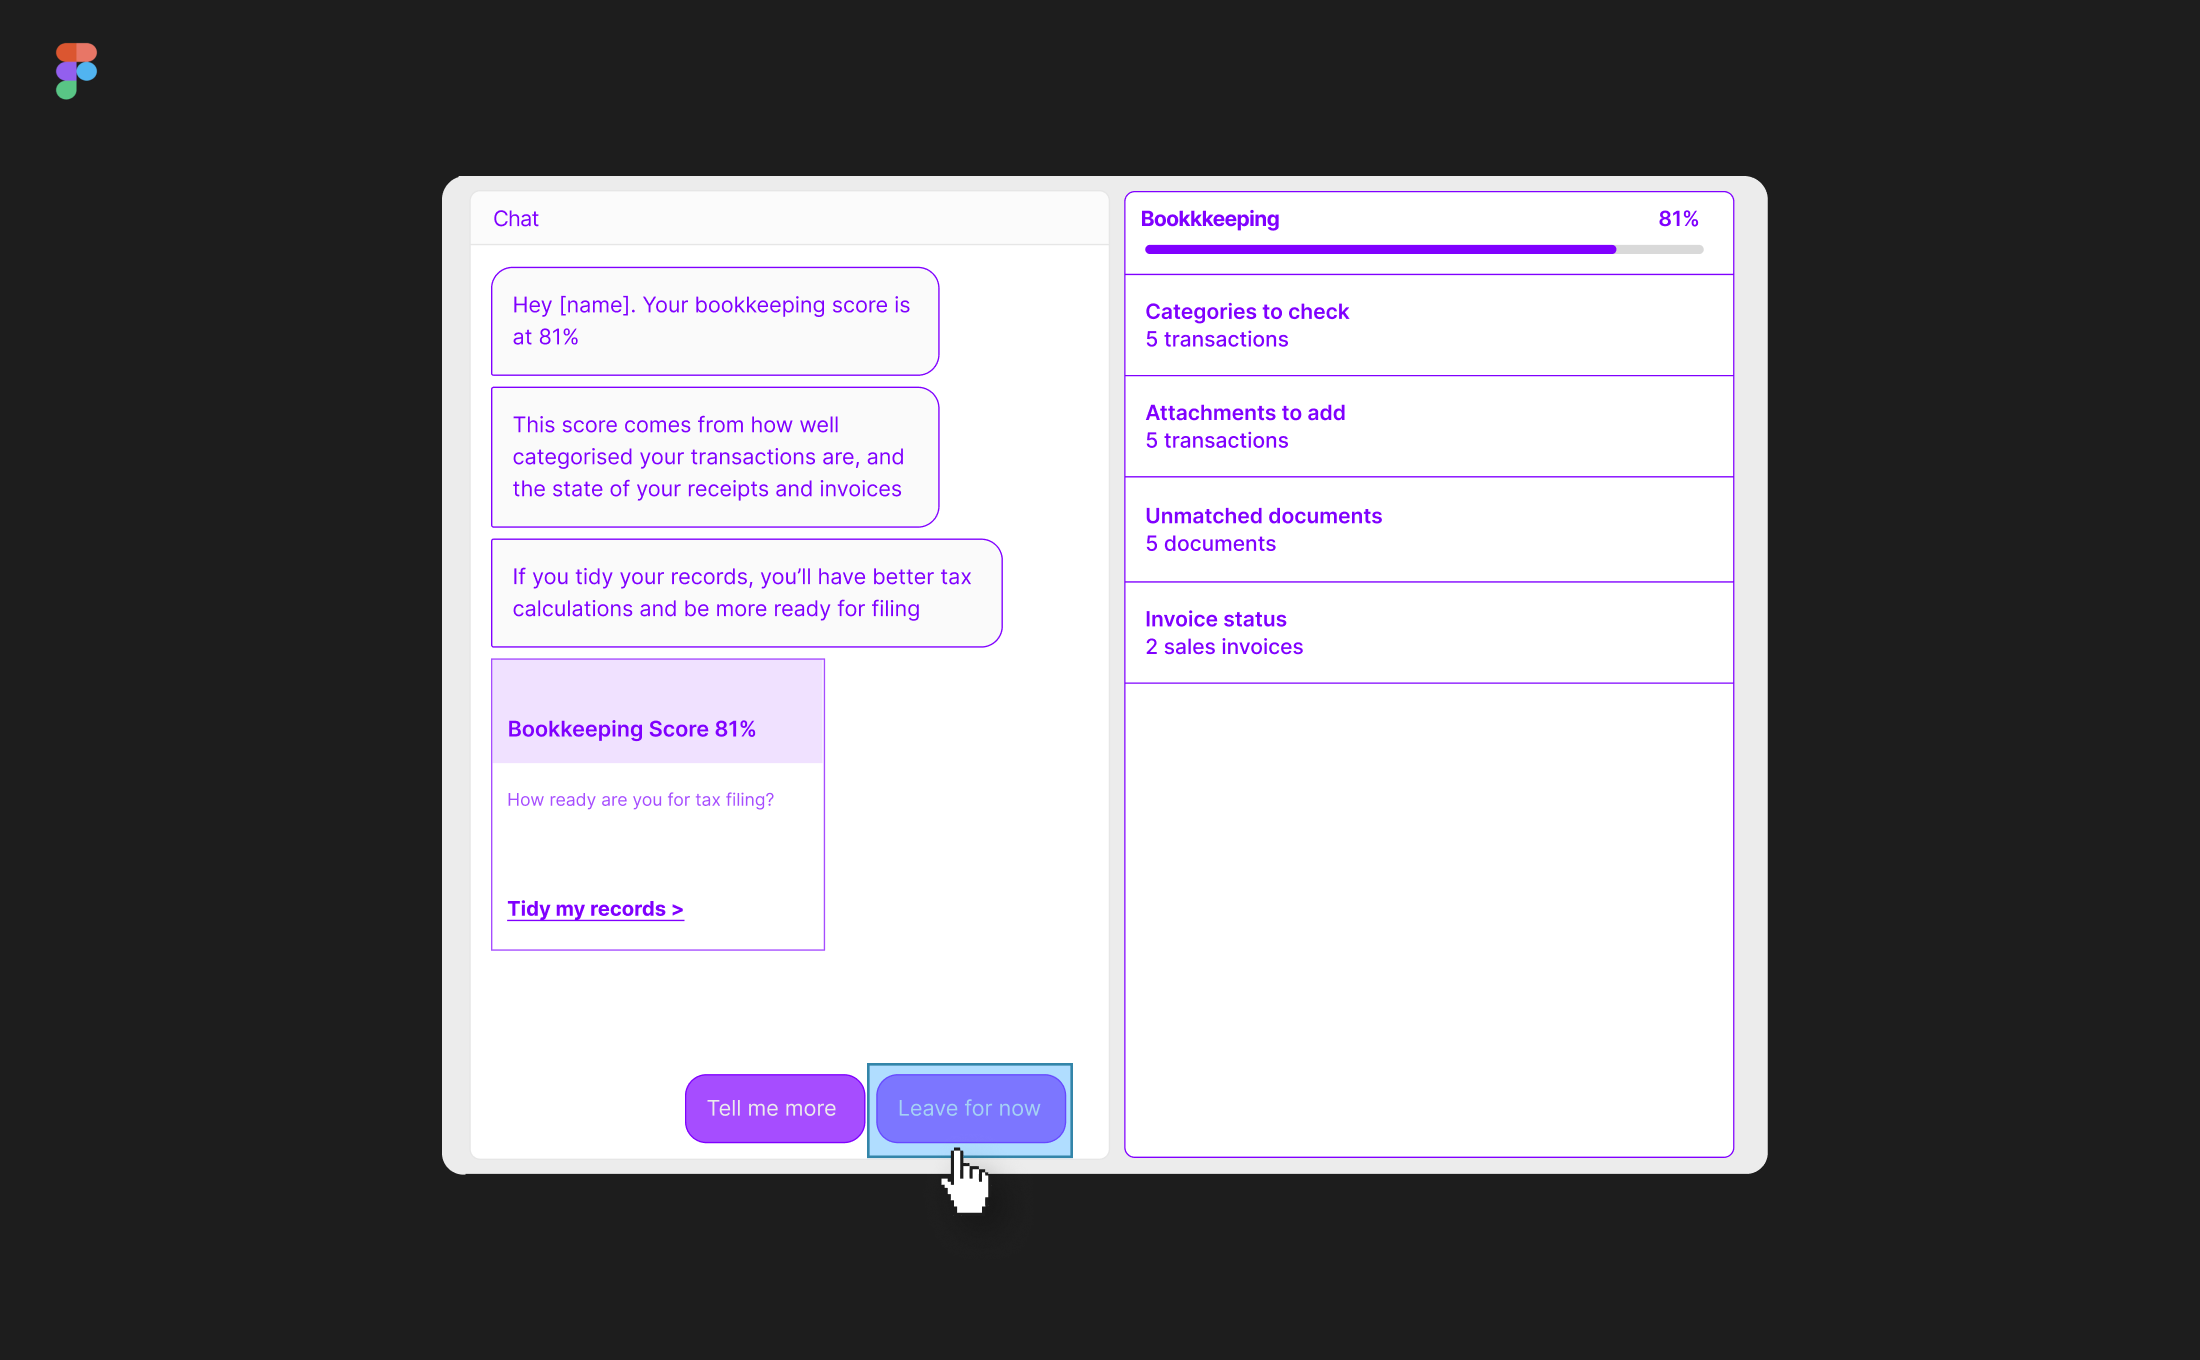 Chat
Hey [name]. Your bookkeeping score is
at 81%
This score comes from how well
categorised your transactions are, and
the state of your receipts and invoices
If you tidy your records, you’ll have better tax
calculations and be more ready for filing
Bookkeeping Score 81%
How ready are you for tax filing?
Tidy my records >
Tell me more
Leave for now
Bookkkeeping
81%
Categories to check
5 transactions
Attachments to add
5 transactions
Unmatched documents
5 documents
Invoice status
2 sales invoices